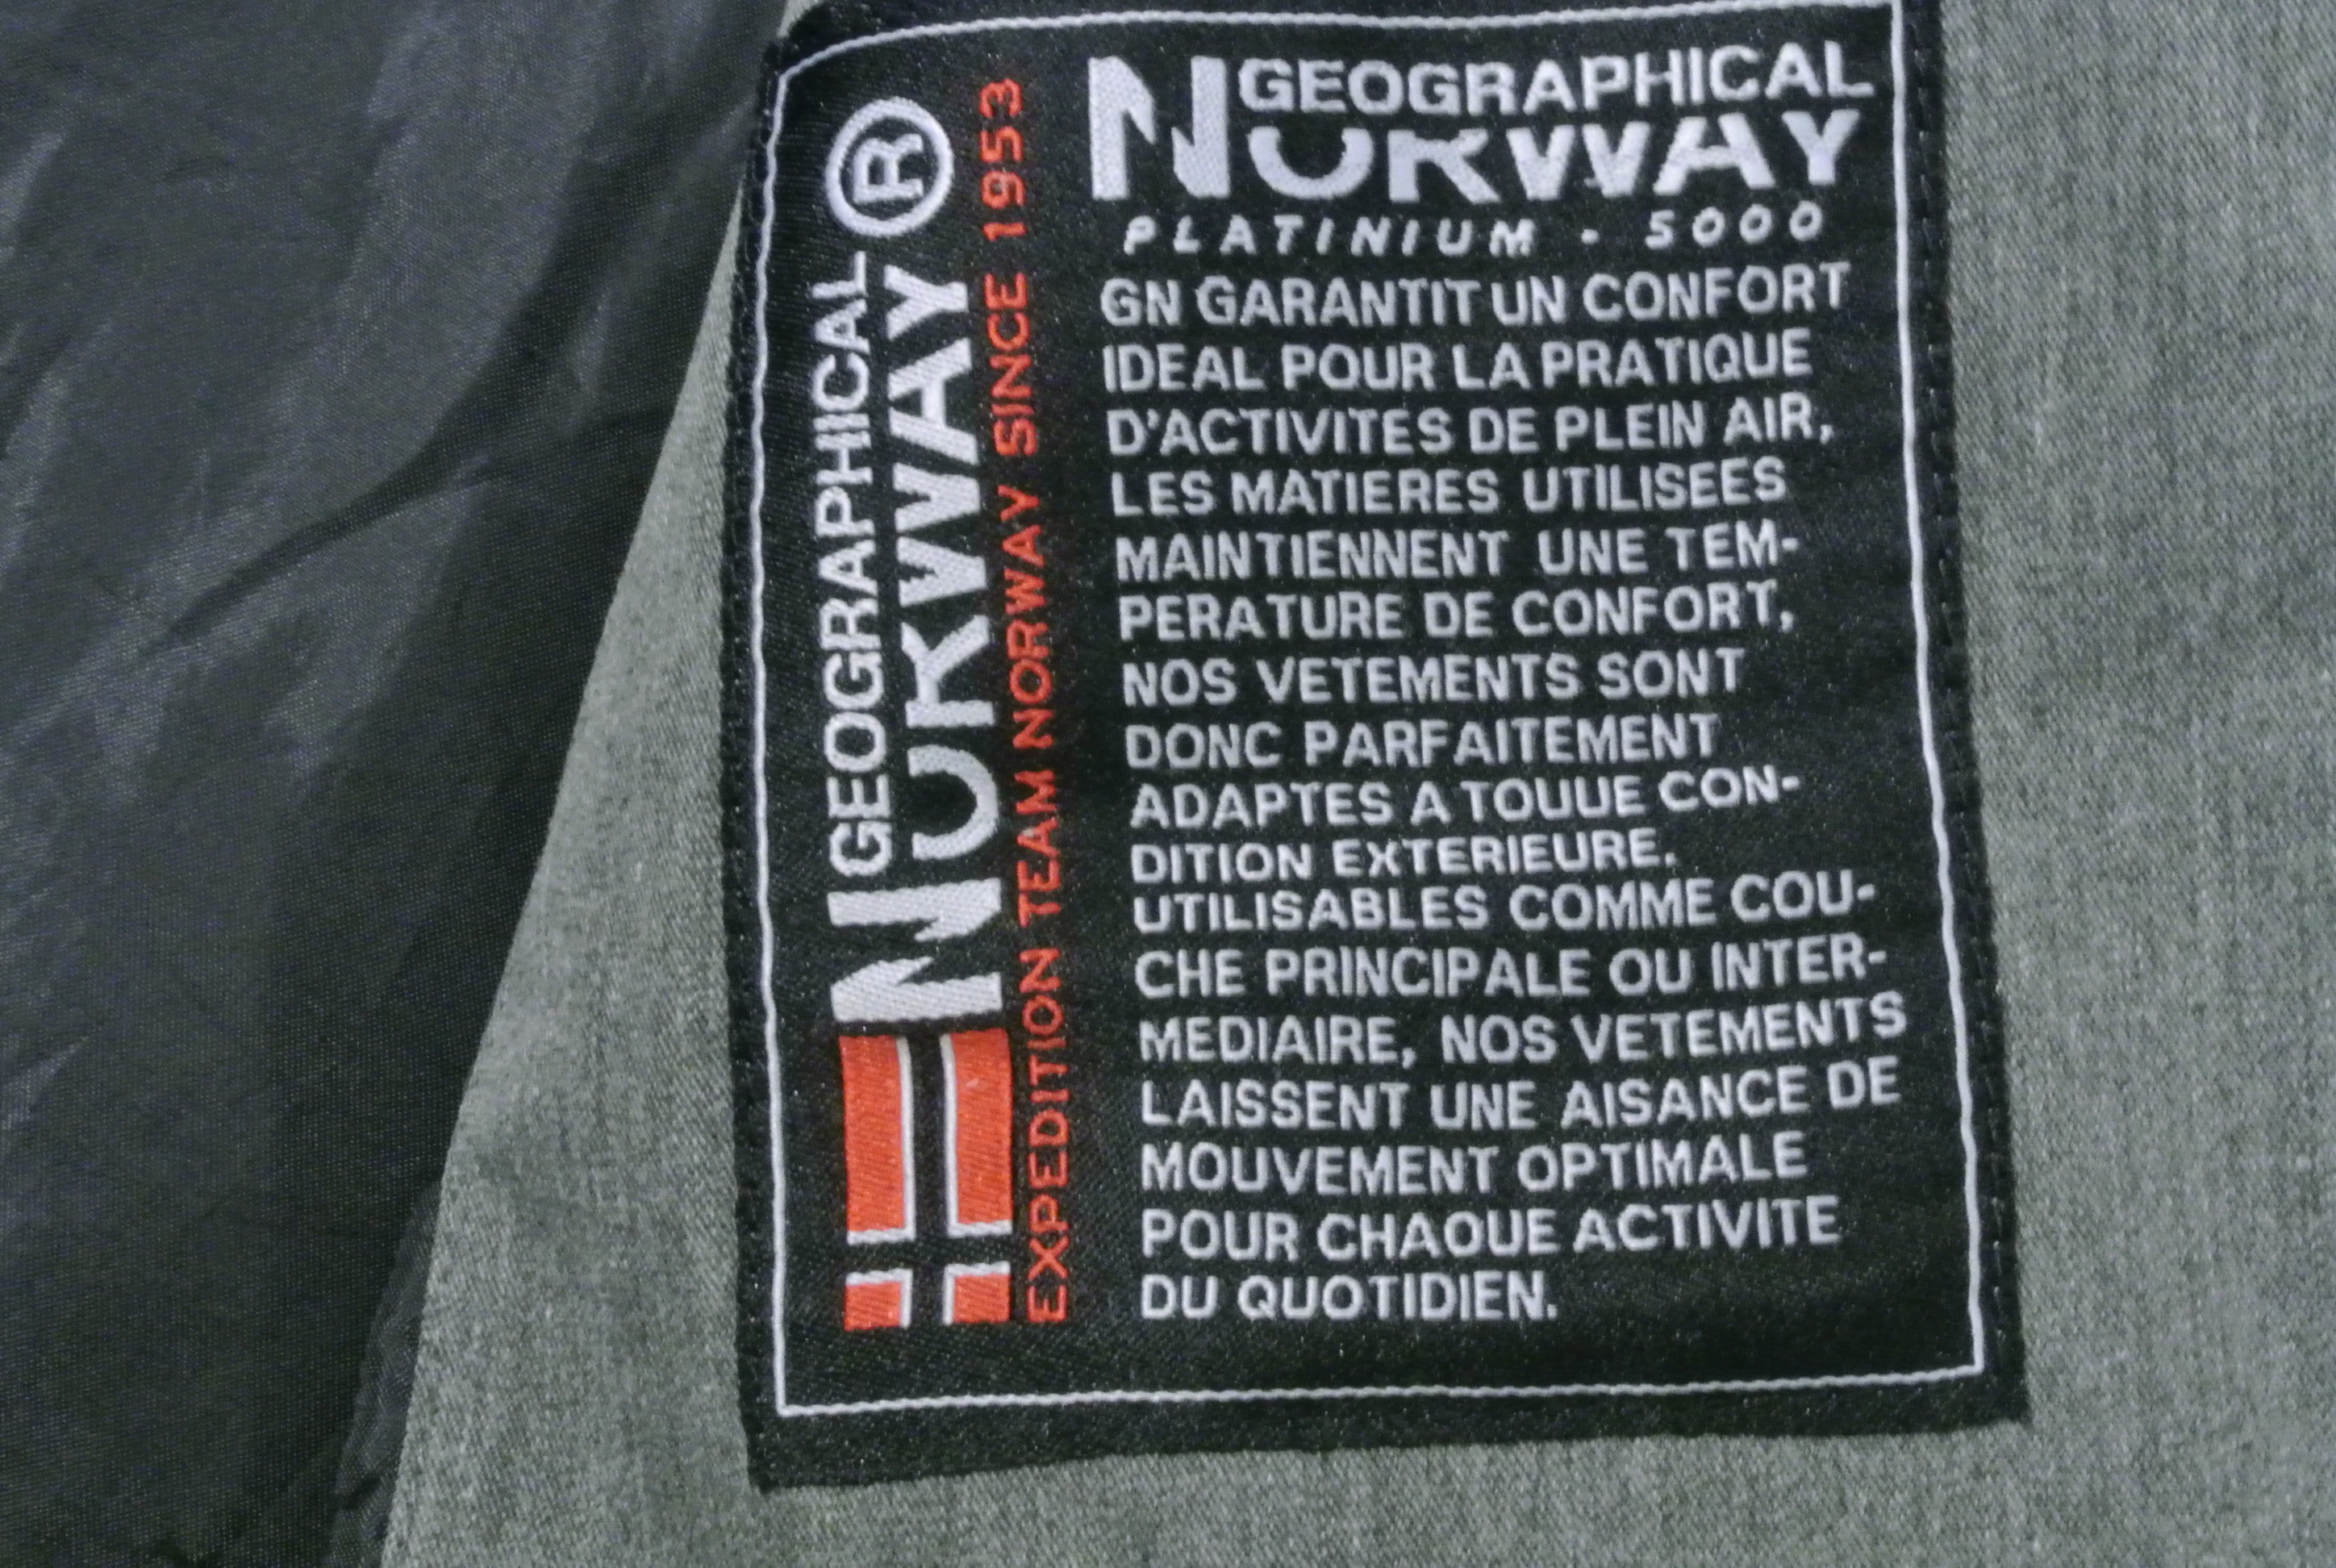 GEOGRAPHICAL
NORWAY ®
EXPEDITION TEAM NORWAY SINCE 1953
GEOGRAPHICAL
NORWAY
PLATINIUM - 5000
GN GARANTIT UN CONFORT
IDEAL POUR LA PRATIQUE
D'ACTIVITES DE PLEIN AIR,
LES MATIERES UTILISEES
MAINTIENNENT UNE TEM-
PERATURE DE CONFORT,
NOS VETEMENTS SONT
DONC PARFAITEMENT
ADAPTES A TOUUE CON-
DITION EXTERIEURE.
UTILISABLES COMME COU-
CHE PRINCIPALE OU INTER-
MEDIAIRE, NOS VETEMENTS
LAISSENT UNE AISANCE DE
MOUVEMENT OPTIMALE
POUR CHAOUE ACTIVITE
DU QUOTIDIEN.